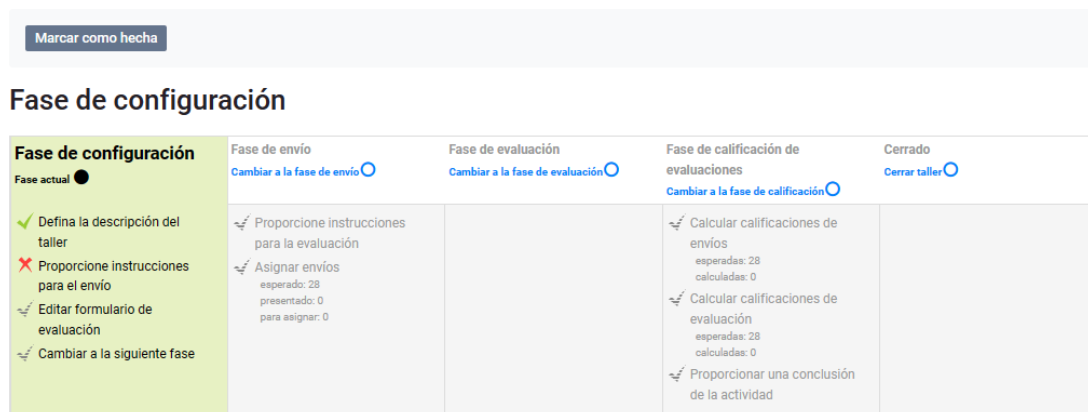 Marcar como hecha
Fase de configuración
Fase de configuración
Fase actual
Defina la descripción del
taller
Proporcione instrucciones
para el envío
Editar formulario de
evaluación
Cambiar a la siguiente fase
Fase de envío
Cambiar a la fase de envío
Proporcione instrucciones
para la evaluación
Asignar envíos
esperado: 28
presentado: 0
para asignar: 0
Fase de evaluación
Cambiar a la fase de evaluación
Fase de calificación de
evaluaciones
Cambiar a la fase de calificación
Calcular calificaciones de
envíos
esperadas: 28
calculadas: 0
Calcular calificaciones de
evaluación
esperadas: 28
calculadas: 0
Proporcionar una conclusión
de la actividad
Cerrado
Cerrar taller